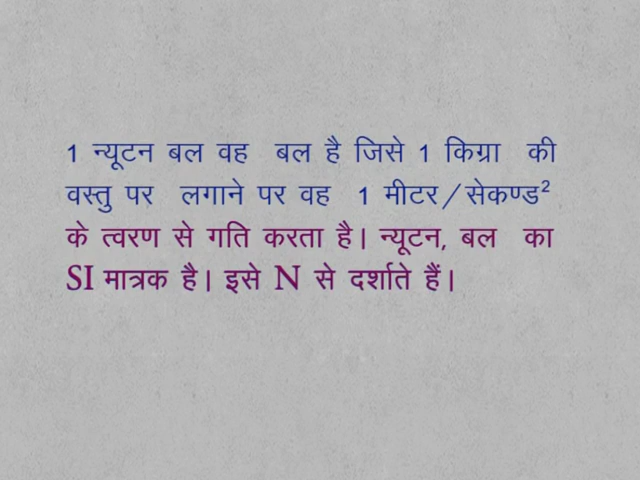 1 न्यूटन बल वह बल है जिसे 1 किग्रा की
वस्तु पर लगाने पर वह 1 मीटर/सेकण्ड²
के त्वरण से गति करता है। न्यूटन, बल का
SI मात्रक है। इसे N से दर्शाते हैं।